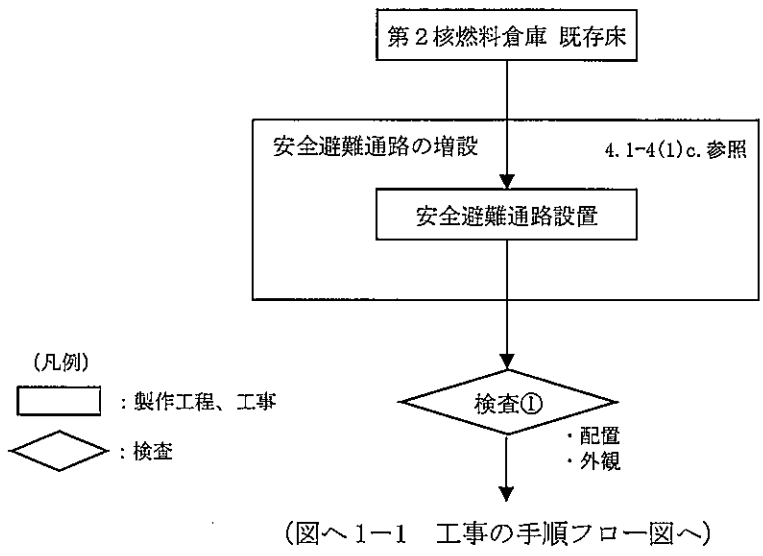 第2核燃料倉庫 既存床
安全避難通路の増設
4.1-4(1)c.参照
安全避難通路設置
(凡例)
:製作工程、工事
:検査
検査①
・配置
・外観
(図へ1-1 工事の手順フロー図へ)